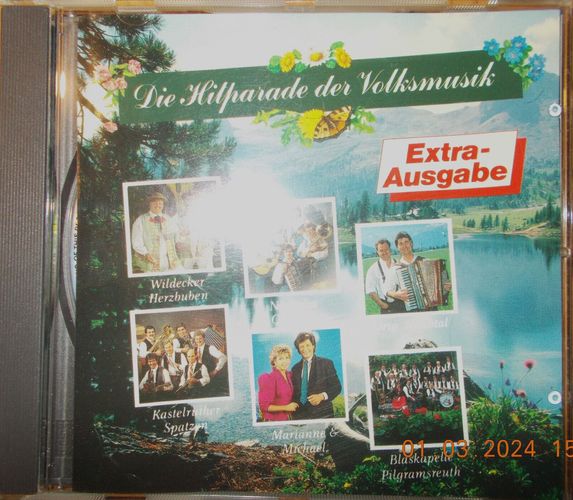 Die Hitparade der Volksmusik
Extra-
Ausgabe
Wildecker
Herzbuben
Kastelruther
Spatzen
Marianne &
Michael
Blaskapelle
Pilgramsreuth
01.03.2024 15